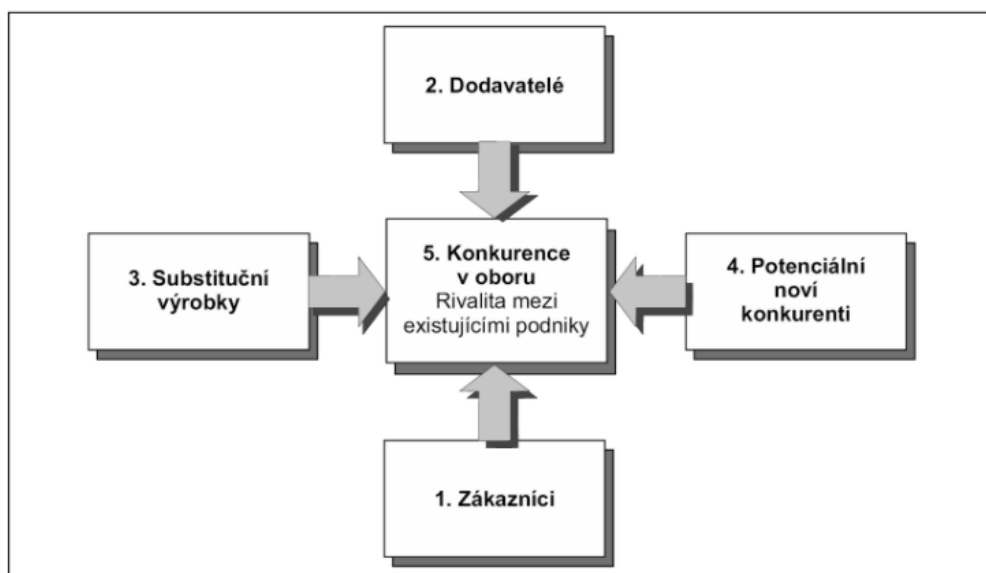 2. Dodavatelé
3. Substituční
výrobky
5. Konkurence
v oboru
Rivalita mezi
existujícími podniky
4. Potenciální
noví
konkurenti
1. Zákazníci